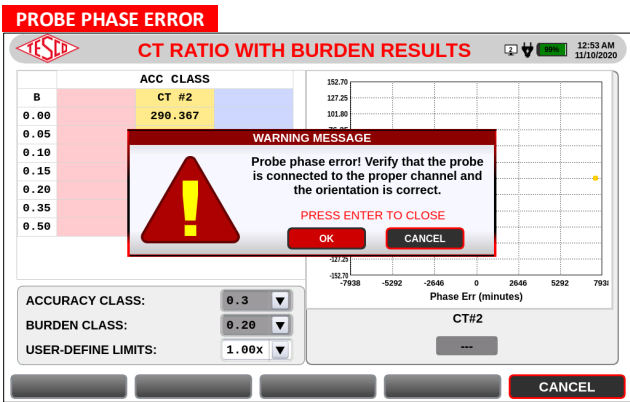 PROBE PHASE ERROR
TESCO
CT RATIO WITH BURDEN RESULTS
2
99%
12:53 AM
11/10/2020
ACC CLASS
B
CT #2
0.00
290.367
0.05
0.10
0.15
0.20
0.35
0.50
152.70
127.25
101.80
WARNING MESSAGE
Probe phase error! Verify that the probe
is connected to the proper channel and
the orientation is correct.
PRESS ENTER TO CLOSE
OK
CANCEL
-127.25
-152.70
-7938 -5292 -2646 0 2646 5292 7938
Phase Err (minutes)
ACCURACY CLASS:
0.3
BURDEN CLASS:
0.20
USER-DEFINE LIMITS:
1.00x
CT#2
---
CANCEL